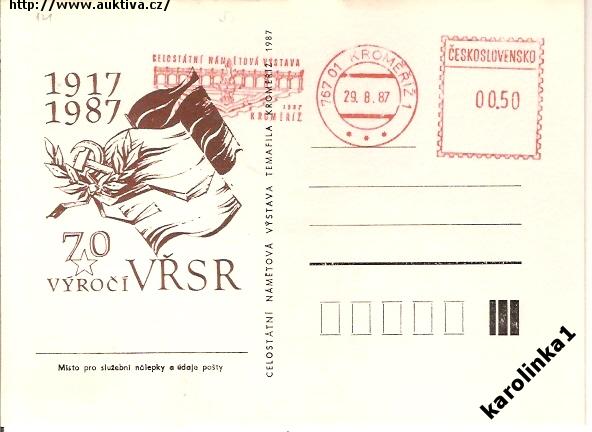 http://www.auktiva.cz/
1917
1987
CELOSTÁTNÍ NÁMĚTOVÁ VÝSTAVA
1987
KROMĚŘÍŽ
70
VÝROČÍ VŘSR
Místo pro služební nálepky a údaje pošty
CELOSTÁTNÍ NÁMĚTOVÁ VÝSTAVA TEMAFILA KROMĚŘÍŽ 1987
767 01 KROMĚŘÍŽ 1
29.8.87
ČESKOSLOVENSKO
00.50
karolinka1